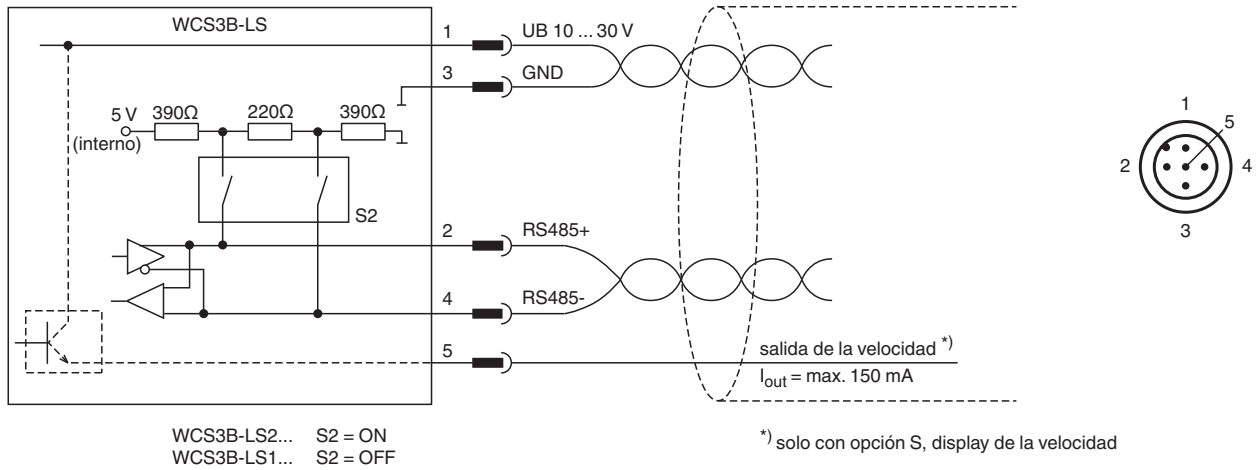 WCS3B-LS
1
UB 10 ... 30 V
3
GND
5 V
(interno)
390Ω
220Ω
390Ω
S2
2
RS485+
4
RS485-
5
salida de la velocidad *)
Iout = max. 150 mA
1
5
2
4
3
WCS3B-LS2... S2 = ON
WCS3B-LS1... S2 = OFF
*) solo con opción S, display de la velocidad